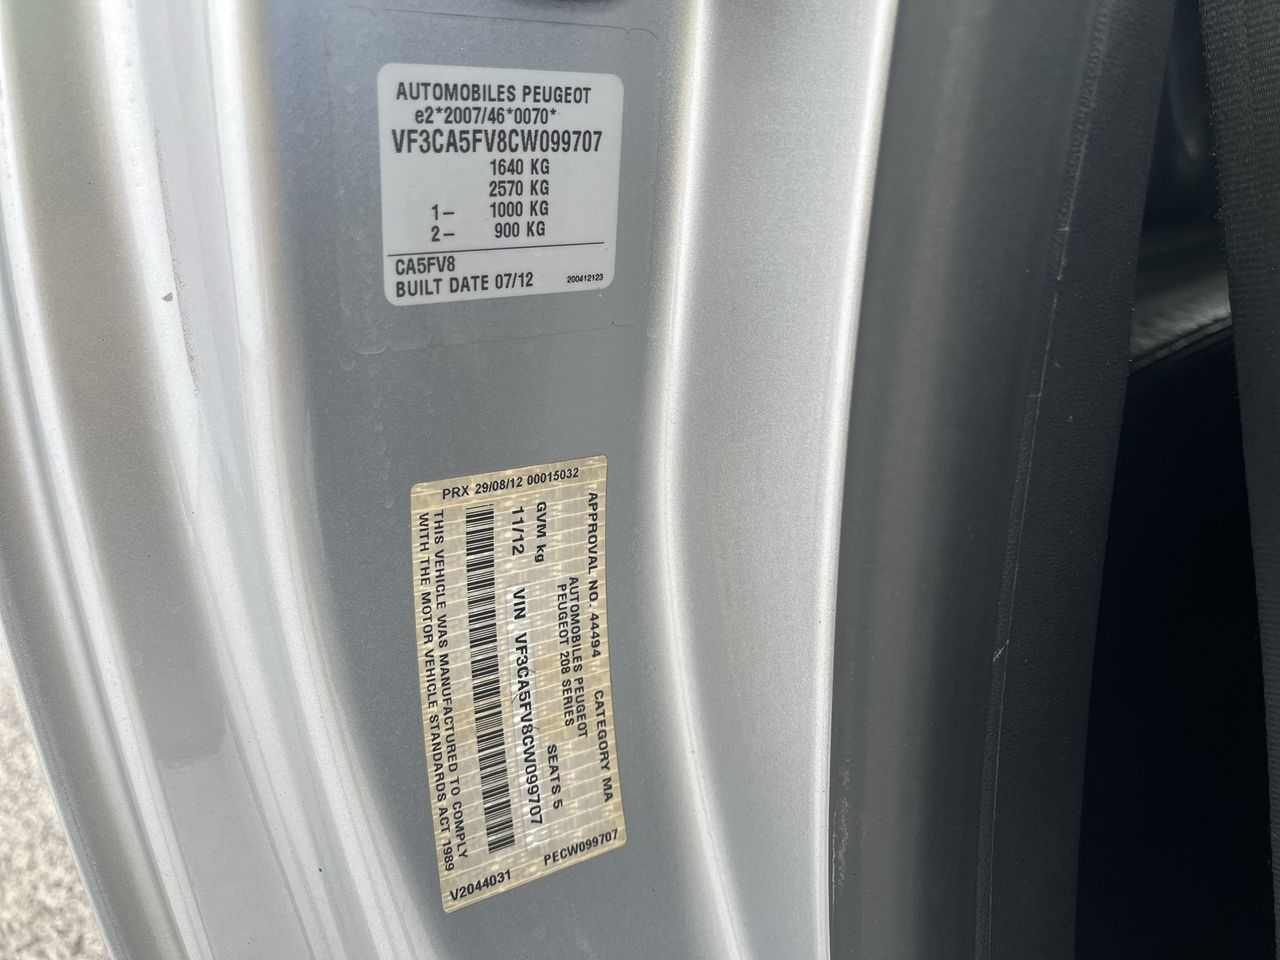 AUTOMOBILES PEUGEOT
e2*2007/46*0070*
VF3CA5FV8CW099707
1640 KG
2570 KG
1- 1000 KG
2- 900 KG
CA5FV8
BUILT DATE 07/12 200412123
PRX 29/08/12 00015032
APPROVAL NO. 44494 CATEGORY MA
AUTOMOBILES PEUGEOT
PEUGEOT 208 SERIES
GVM kg SEATS 5
11/12 VIN VF3CA5FV8CW099707
THIS VEHICLE WAS MANUFACTURED TO COMPLY
WITH THE MOTOR VEHICLE STANDARDS ACT 1989
V2044031 PECW099707